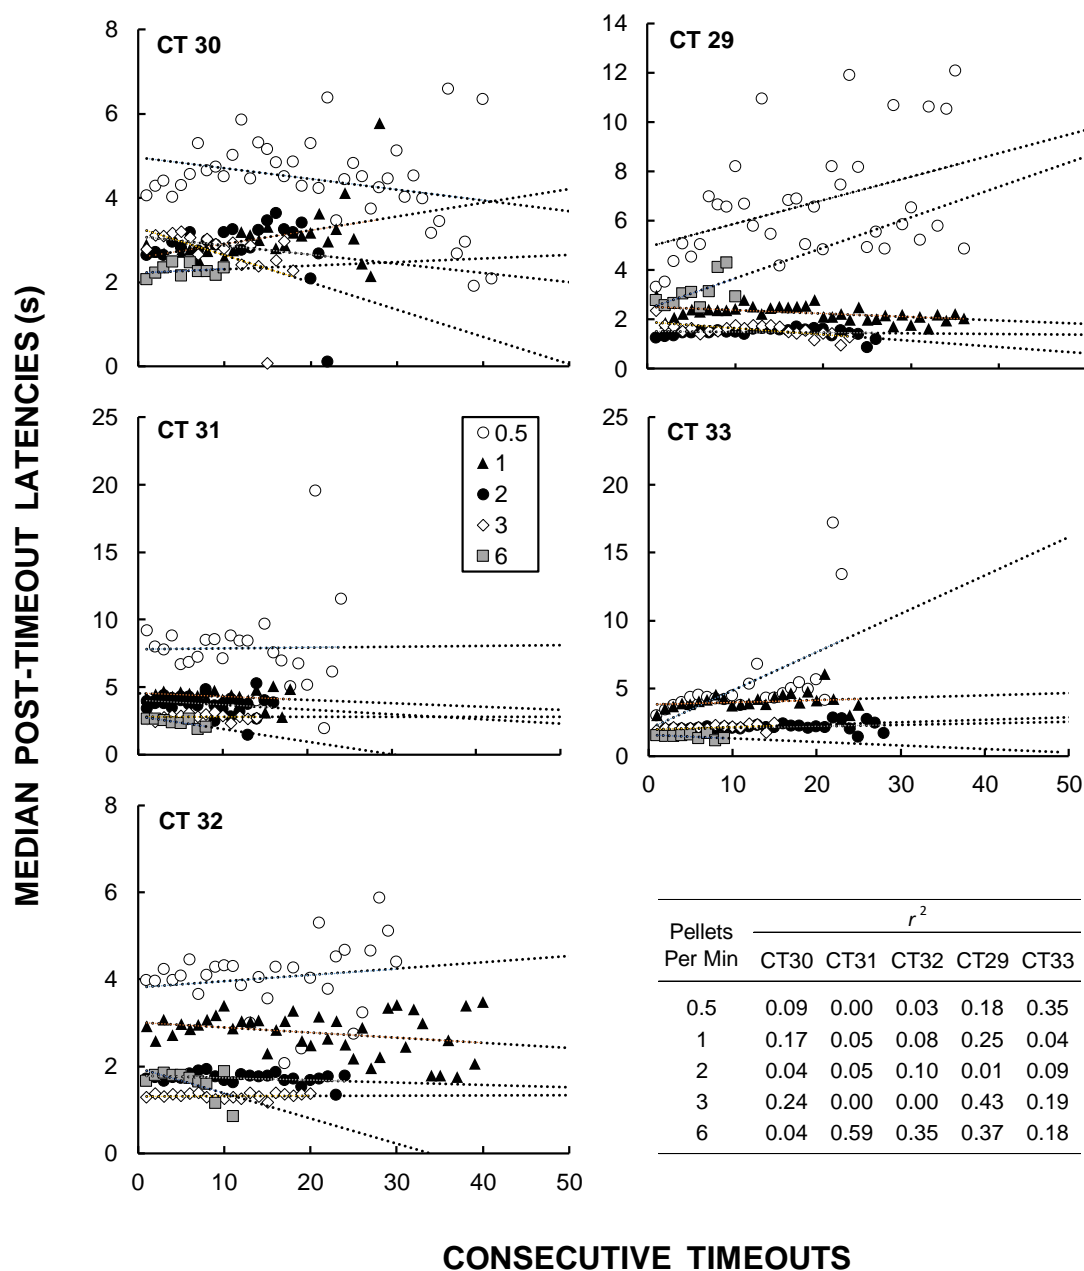 MEDIAN POST-TIMEOUT LATENCIES (s)
CT 30
8
6
4
2
0
CT 29
14
12
10
8
6
4
2
0
CT 31
25
20
15
10
5
0
0.5
1
2
3
6
CT 33
25
20
15
10
5
0
0 10 20 30 40 50
CT 32
8
6
4
2
0
0 10 20 30 40 50
r 2
Pellets
Per Min CT30 CT31 CT32 CT29 CT33
0.5 0.09 0.00 0.03 0.18 0.35
1 0.17 0.05 0.08 0.25 0.04
2 0.04 0.05 0.10 0.01 0.09
3 0.24 0.00 0.00 0.43 0.19
6 0.04 0.59 0.35 0.37 0.18
CONSECUTIVE TIMEOUTS